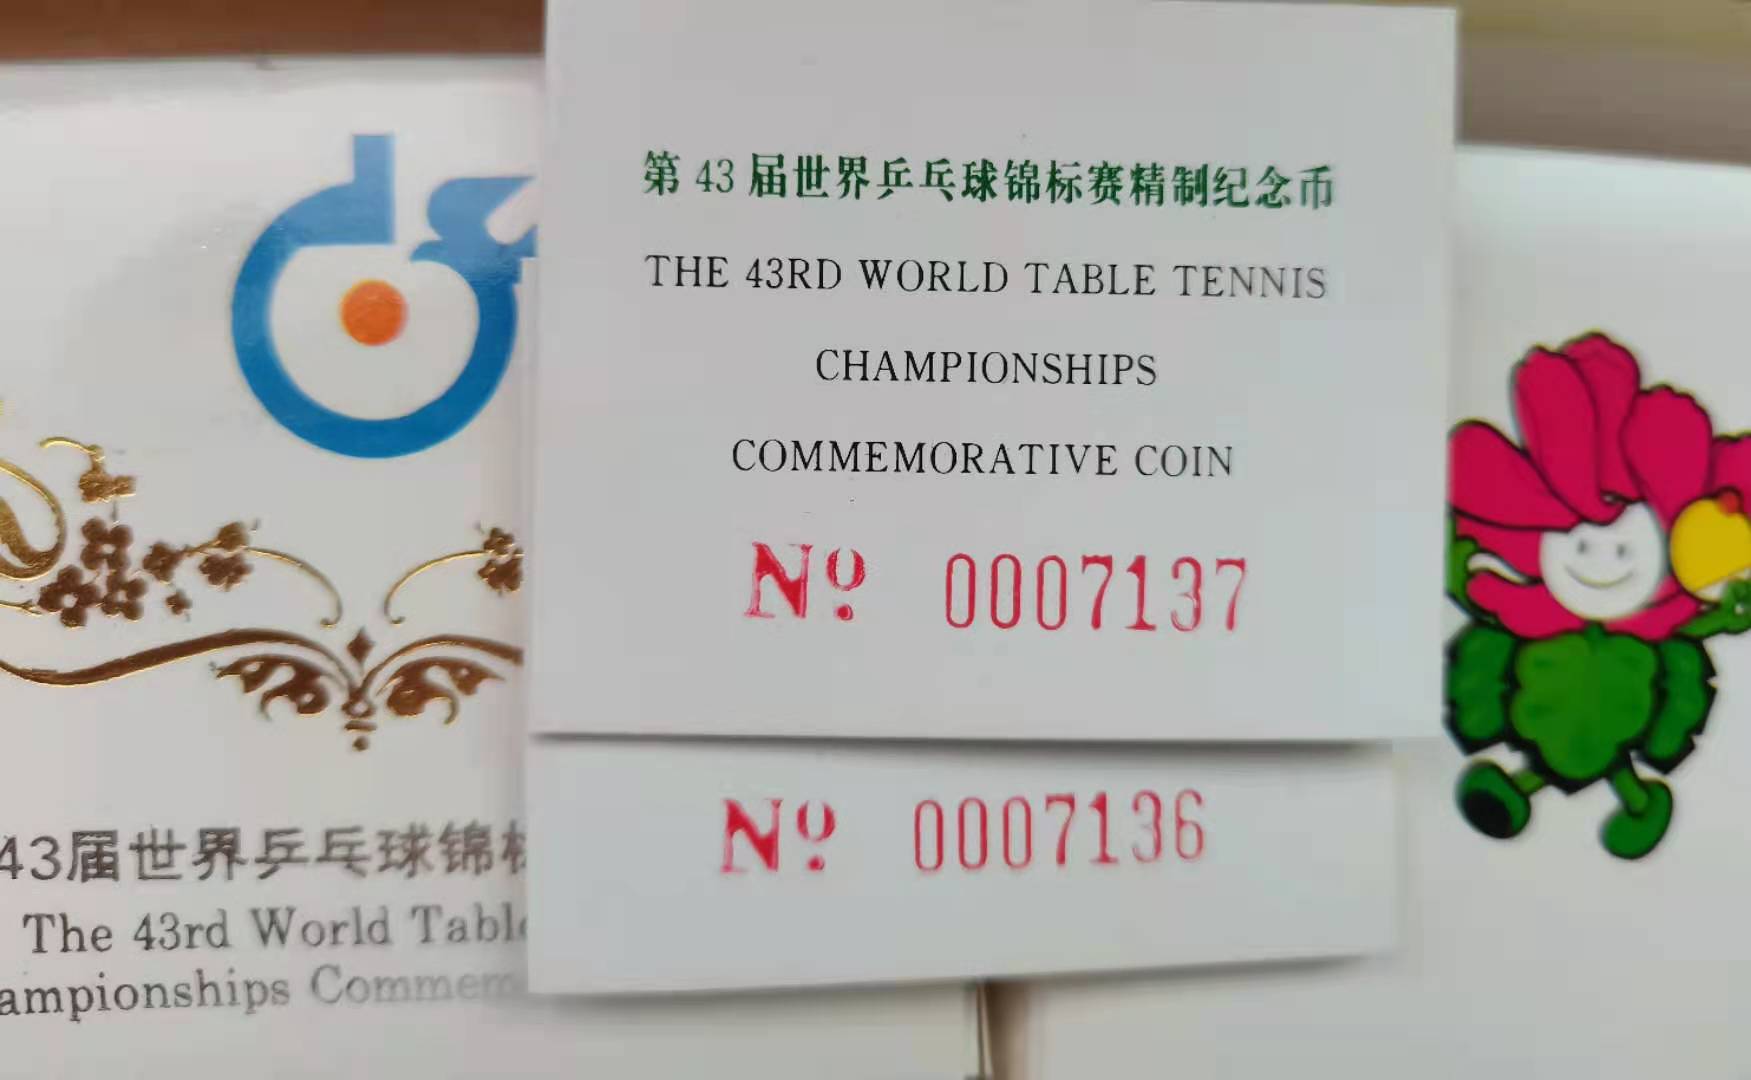 第 43 届世界乒乓球锦标赛精制纪念币
THE 43RD WORLD TABLE TENNIS
CHAMPIONSHIPS
COMMEMORATIVE COIN
Nº 0007137
Nº 0007136
43届世界乒乓球锦标
The 43rd World Table
ampionships Commem